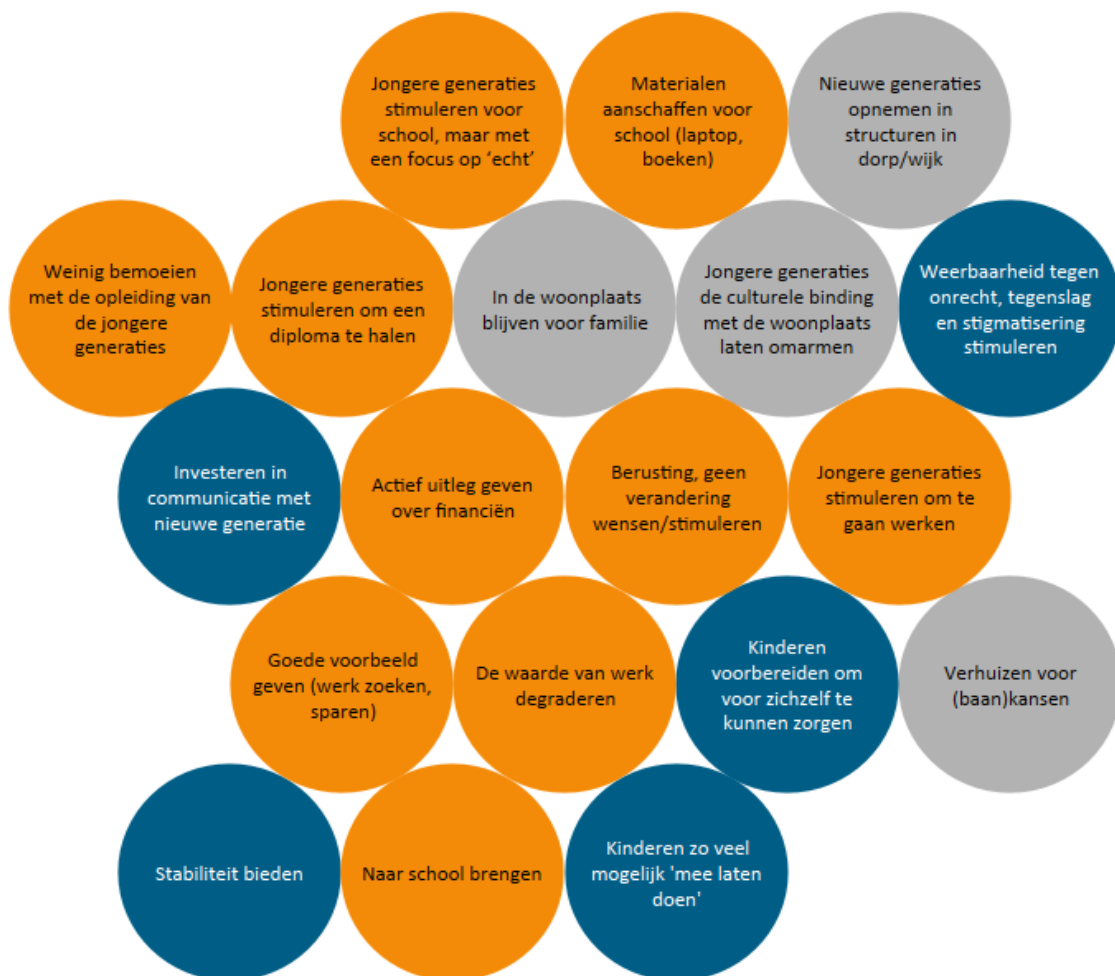 Jongere generaties
stimuleren voor
school, maar met
een focus op ‘echt’
Materialen
aanschaffen voor
school (laptop,
boeken)
Nieuwe generaties
opnemen in
structuren in
dorp/wijk
Weinig bemoeien
met de opleiding van
de jongere
generaties
Jongere generaties
stimuleren om een
diploma te halen
In de woonplaats
blijven voor familie
Jongere generaties
de culturele binding
met de woonplaats
laten omarmen
Weerbaarheid tegen
onrecht, tegenslag
en stigmatisering
stimuleren
Investeren in
communicatie met
nieuwe generatie
Actief uitleg geven
over financiën
Berusting, geen
verandering
wensen/stimuleren
Jongere generaties
stimuleren om te
gaan werken
Goede voorbeeld
geven (werk zoeken,
sparen)
De waarde van werk
degraderen
Kinderen
voorbereiden om
voor zichzelf te
kunnen zorgen
Verhuizen voor
(baan)kansen
Stabiliteit bieden
Naar school brengen
Kinderen zo veel
mogelijk 'mee laten
doen'